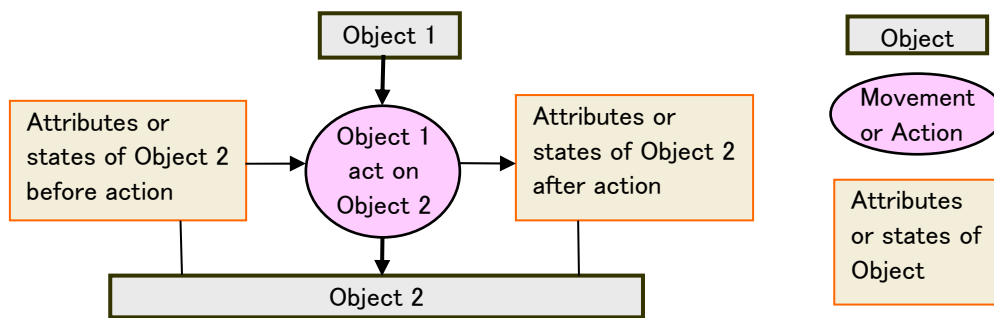 Object 1
Attributes or
states of Object 2
before action
Object 1
act on
Object 2
Attributes or
states of Object 2
after action
Object 2
Object
Movement
or Action
Attributes
or states of
Object